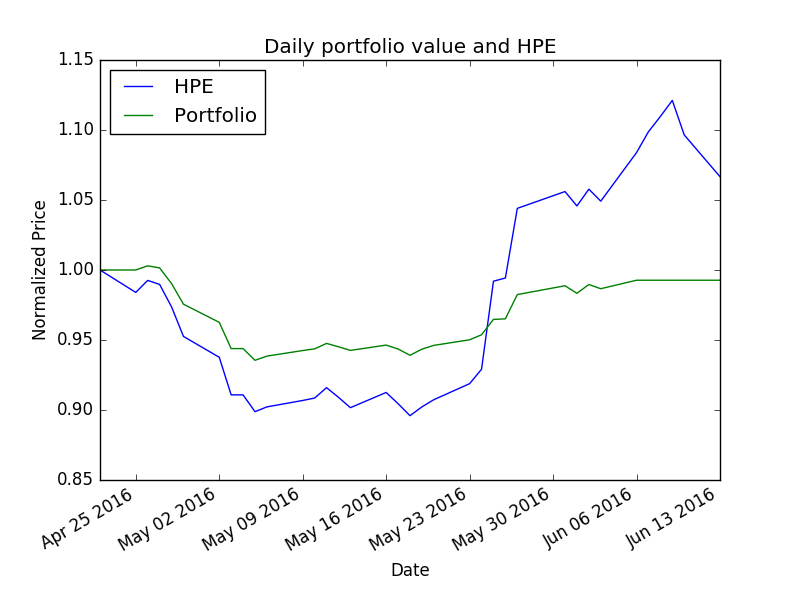 Daily portfolio value and HPE
1.15
1.10
1.05
1.00
0.95
0.90
0.85
Normalized Price
HPE
Portfolio
Apr 25 2016
May 02 2016
May 09 2016
May 16 2016
May 23 2016
May 30 2016
Jun 06 2016
Jun 13 2016
Date